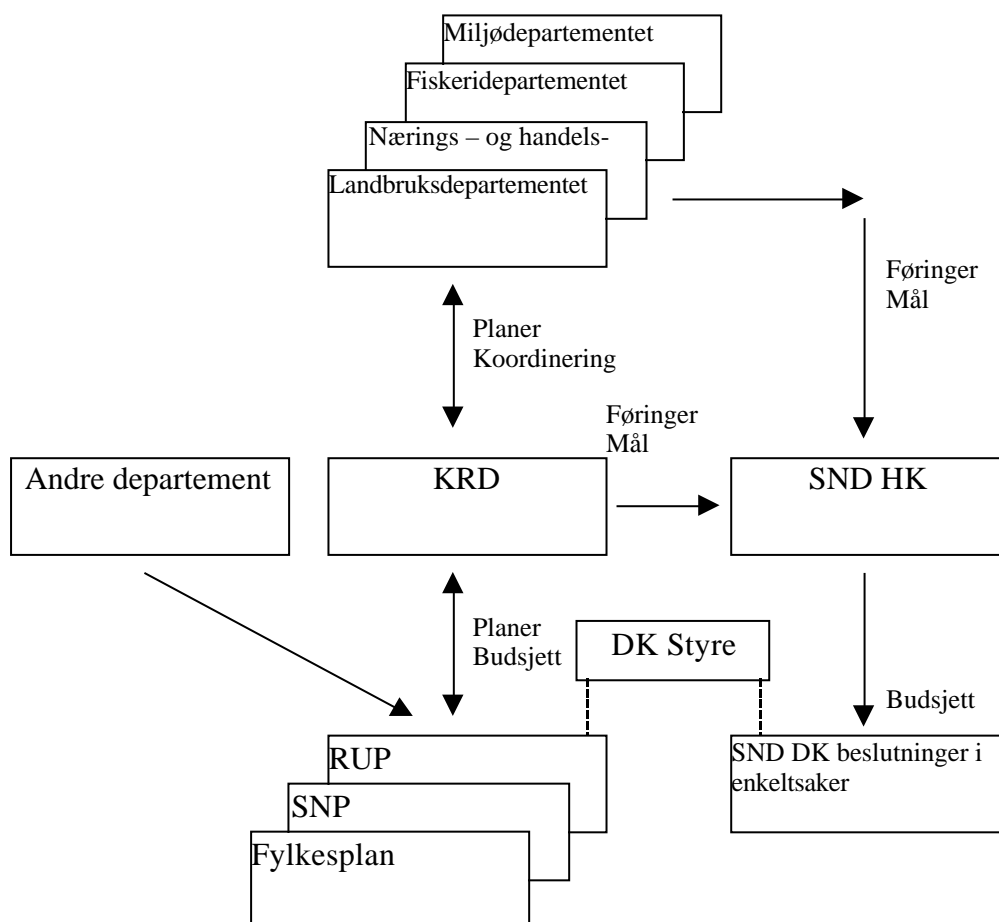 Miljødepartementet
Fiskeridepartementet
Nærings – og handels-
Landbruksdepartementet
Føringer
Mål
Planer
Koordinering
Føringer
Mål
Andre departement
KRD
SND HK
Planer
Budsjett
DK Styre
Budsjett
RUP
SND DK beslutninger i
enkeltsaker
SNP
Fylkesplan